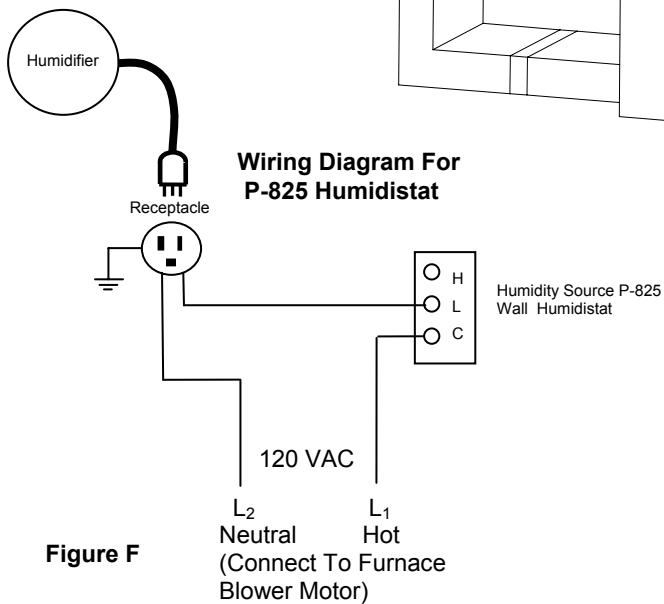 Humidifier
Wiring Diagram For
P-825 Humidistat
Receptacle
H
L
C
Humidity Source P-825
Wall Humidistat
120 VAC
L₂ L₁
Neutral Hot
(Connect To Furnace
Blower Motor)
Figure F